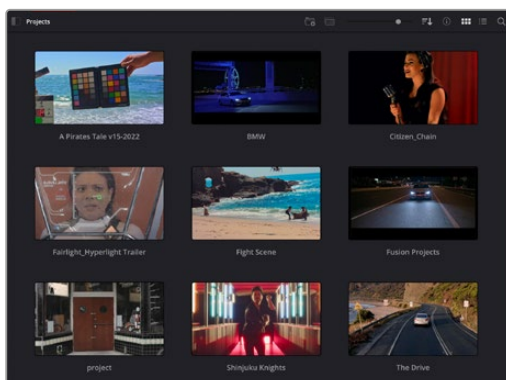 Projects
A Pirates Tale v15-2022
BMW
Citizen_Chain
Fairlight_Hyperlight Trailer
Fight Scene
Fusion Projects
project
Shinjuku Knights
The Drive